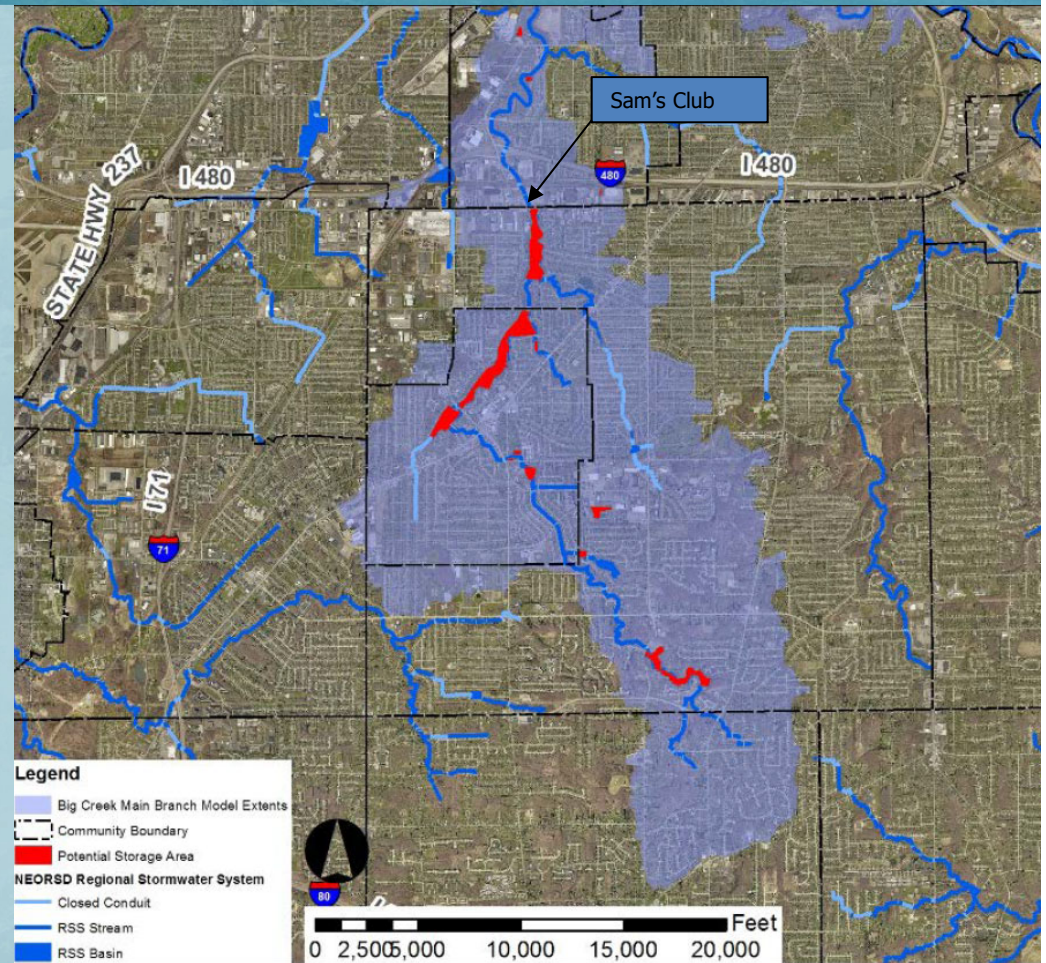 Sam's Club
STATE HWY 237
I 480
480
I 480
I 71
71
Legend
Big Creek Main Branch Model Extents
Community Boundary
Potential Storage Area
NEORSD Regional Stormwater System
Closed Conduit
RSS Stream
RSS Basin
80
Feet
0 2,500 5,000 10,000 15,000 20,000